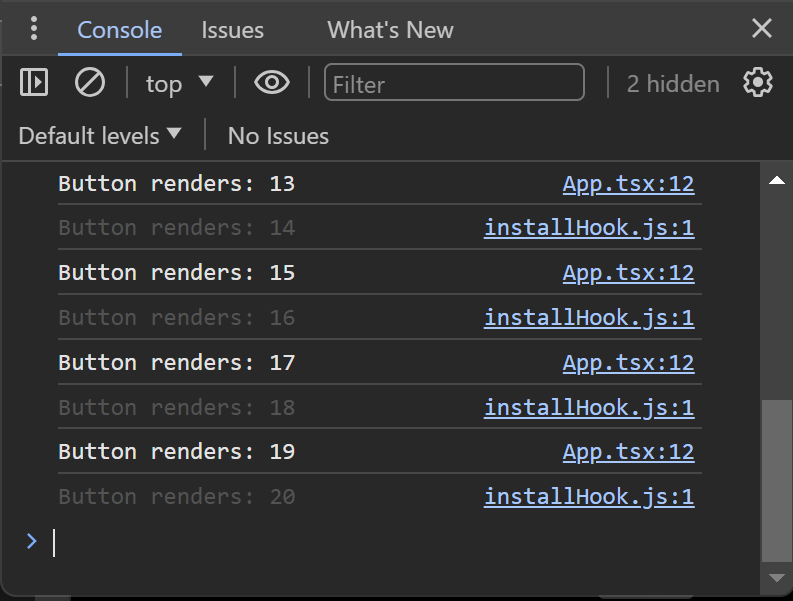 Console Issues What's New
top Filter 2 hidden
Default levels No Issues
Button renders: 13 App.tsx:12
Button renders: 14 installHook.js:1
Button renders: 15 App.tsx:12
Button renders: 16 installHook.js:1
Button renders: 17 App.tsx:12
Button renders: 18 installHook.js:1
Button renders: 19 App.tsx:12
Button renders: 20 installHook.js:1